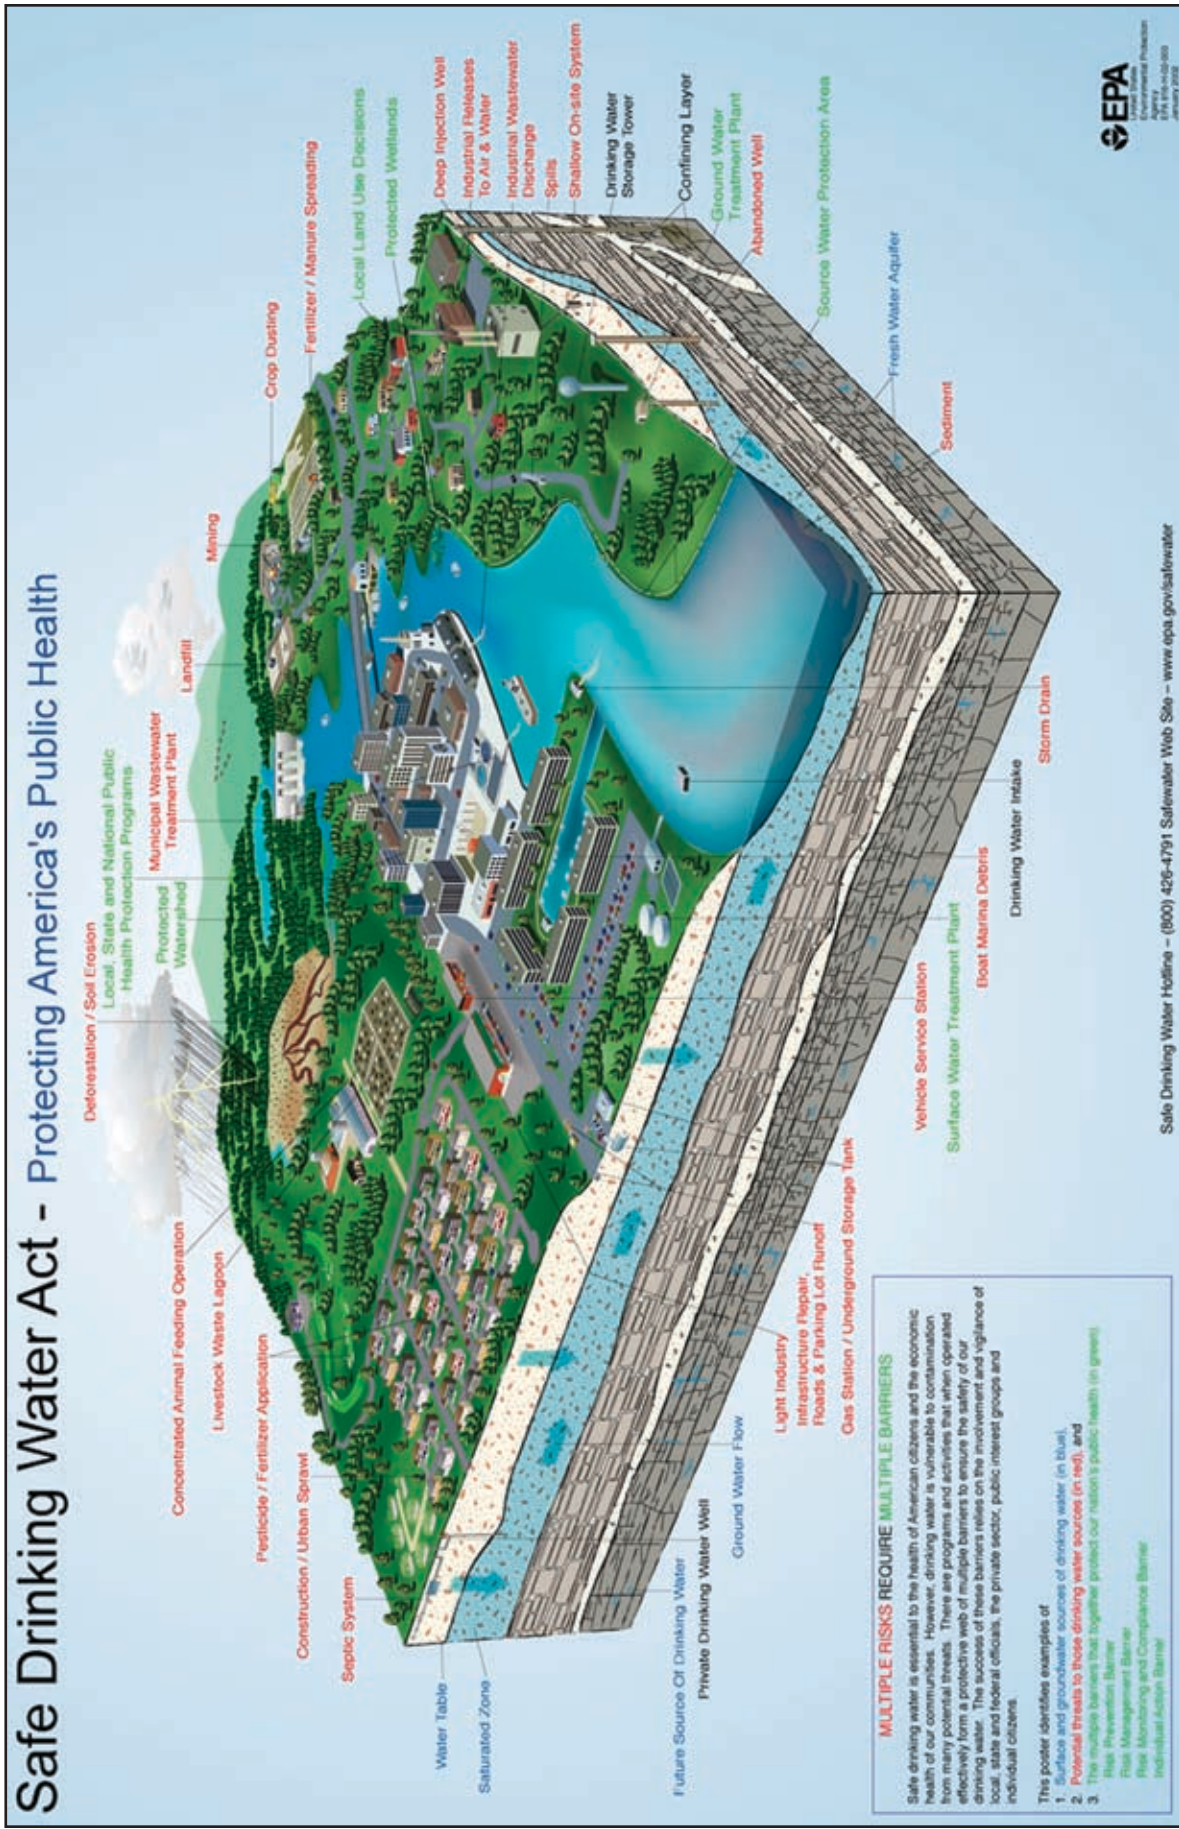 Safe Drinking Water Act - Protecting America's Public Health
Deforestation / Soil Erosion
Local, State and National Public
Health Protection Programs
Protected
Watershed
Municipal Wastewater
Treatment Plant
Landfill
Mining
Crop Dusting
Fertilizer / Manure Spreading
Local Land Use Decisions
Protected Wetlands
Deep Injection Well
Industrial Releases
To Air & Water
Industrial Wastewater
Discharge
Spills
Shallow On-site System
Drinking Water
Storage Tower
Confining Layer
Ground Water
Treatment Plant
Abandoned Well
Source Water Protection Area
Fresh Water Aquifer
Sediment
Storm Drain
Drinking Water Intake
Boat Marina Debris
Surface Water Treatment Plant
Vehicle Service Station
Gas Station / Underground Storage Tank
Infrastructure Repair,
Roads & Parking Lot Runoff
Light Industry
Ground Water Flow
Private Drinking Water Well
Future Source Of Drinking Water
Saturated Zone
Water Table
Septic System
Construction / Urban Sprawl
Pesticide / Fertilizer Application
Livestock Waste Lagoon
Concentrated Animal Feeding Operation
MULTIPLE RISKS REQUIRE MULTIPLE BARRIERS
Safe drinking water is essential to the health of American citizens and the economic
health of our communities. However, drinking water is vulnerable to contamination
from many potential threats. There are programs and activities that when operated
effectively form a protective web of multiple barriers to ensure the safety of our
drinking water. The success of these barriers relies on the involvement and vigilance of
local, state and federal officials, the private sector, public interest groups and
individual citizens.
This poster identifies examples of
1. Surface and groundwater sources of drinking water (in blue),
2. Potential threats to those drinking water sources (in red), and
3. The multiple barriers that together protect our nation's public health (in green)
Risk Prevention Barrier
Risk Management Barrier
Risk Monitoring and Compliance Barrier
Individual Action Barrier
Safe Drinking Water Hotline – (800) 426-4791 Safewater Web Site – www.epa.gov/safewater
EPA
United States
Environmental Protection
Agency
January 2002